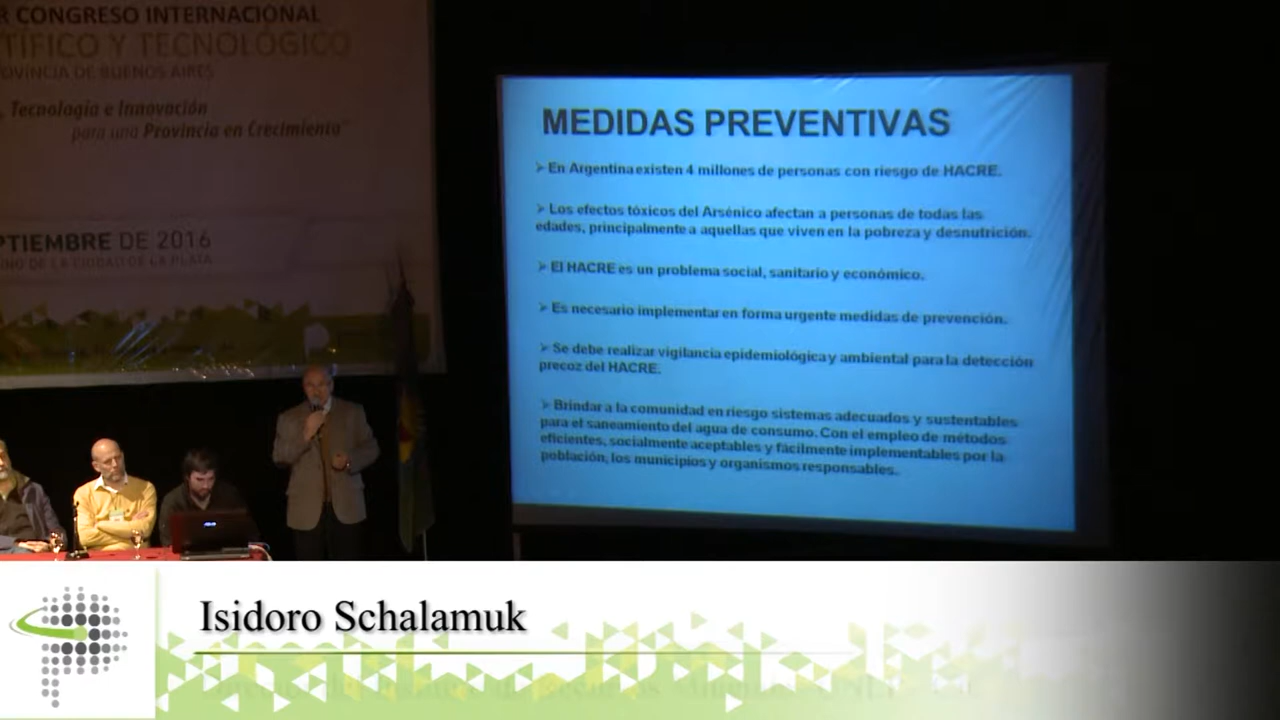 R CONGRESO INTERNACIONAL
TÍFICO Y TECNOLÓGICO
OVINCIA DE BUENOS AIRES
, Tecnología e Innovación
para una Provincia en Crecimiento"
PTIEMBRE DE 2016
DE LA CIUDAD DE LA PLATA
MEDIDAS PREVENTIVAS
➢ En Argentina existen 4 millones de personas con riesgo de HACRE.
➢ Los efectos tóxicos del Arsénico afectan a personas de todas las
edades, principalmente a aquellas que viven en la pobreza y desnutrición.
➢ El HACRE es un problema social, sanitario y económico.
➢ Es necesario implementar en forma urgente medidas de prevención.
➢ Se debe realizar vigilancia epidemiológica y ambiental para la detección
precoz del HACRE.
➢ Brindar a la comunidad en riesgo sistemas adecuados y sustentables
para el saneamiento del agua de consumo. Con el empleo de métodos
eficientes, socialmente aceptables y fácilmente implementables por la
población, los municipios y organismos responsables.
Isidoro Schalamuk